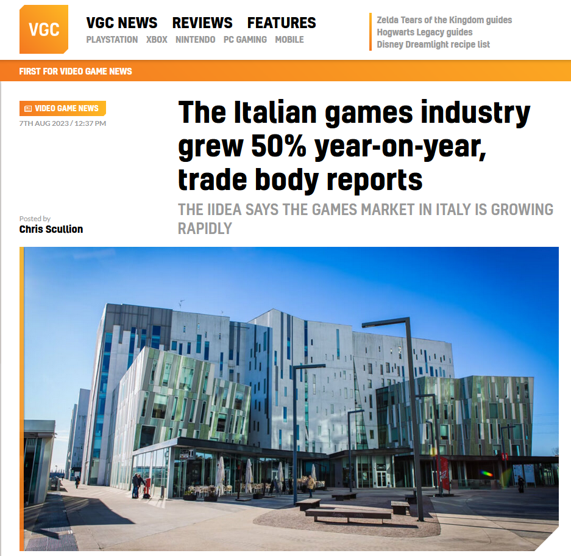 VGC
VGC NEWS REVIEWS FEATURES
PLAYSTATION XBOX NINTENDO PC GAMING MOBILE
Zelda Tears of the Kingdom guides
Hogwarts Legacy guides
Disney Dreamlight recipe list
FIRST FOR VIDEO GAME NEWS
VIDEO GAME NEWS
7TH AUG 2023 / 12:37 PM
The Italian games industry
grew 50% year-on-year,
trade body reports
THE IIDEA SAYS THE GAMES MARKET IN ITALY IS GROWING
RAPIDLY
Posted by
Chris Scullion